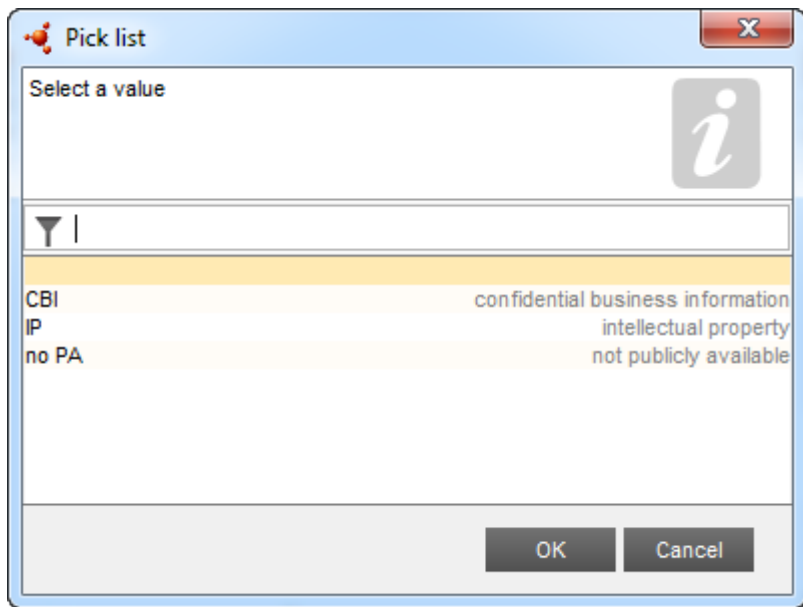 Pick list
Select a value
CBI confidential business information
IP intellectual property
no PA not publicly available
OK Cancel